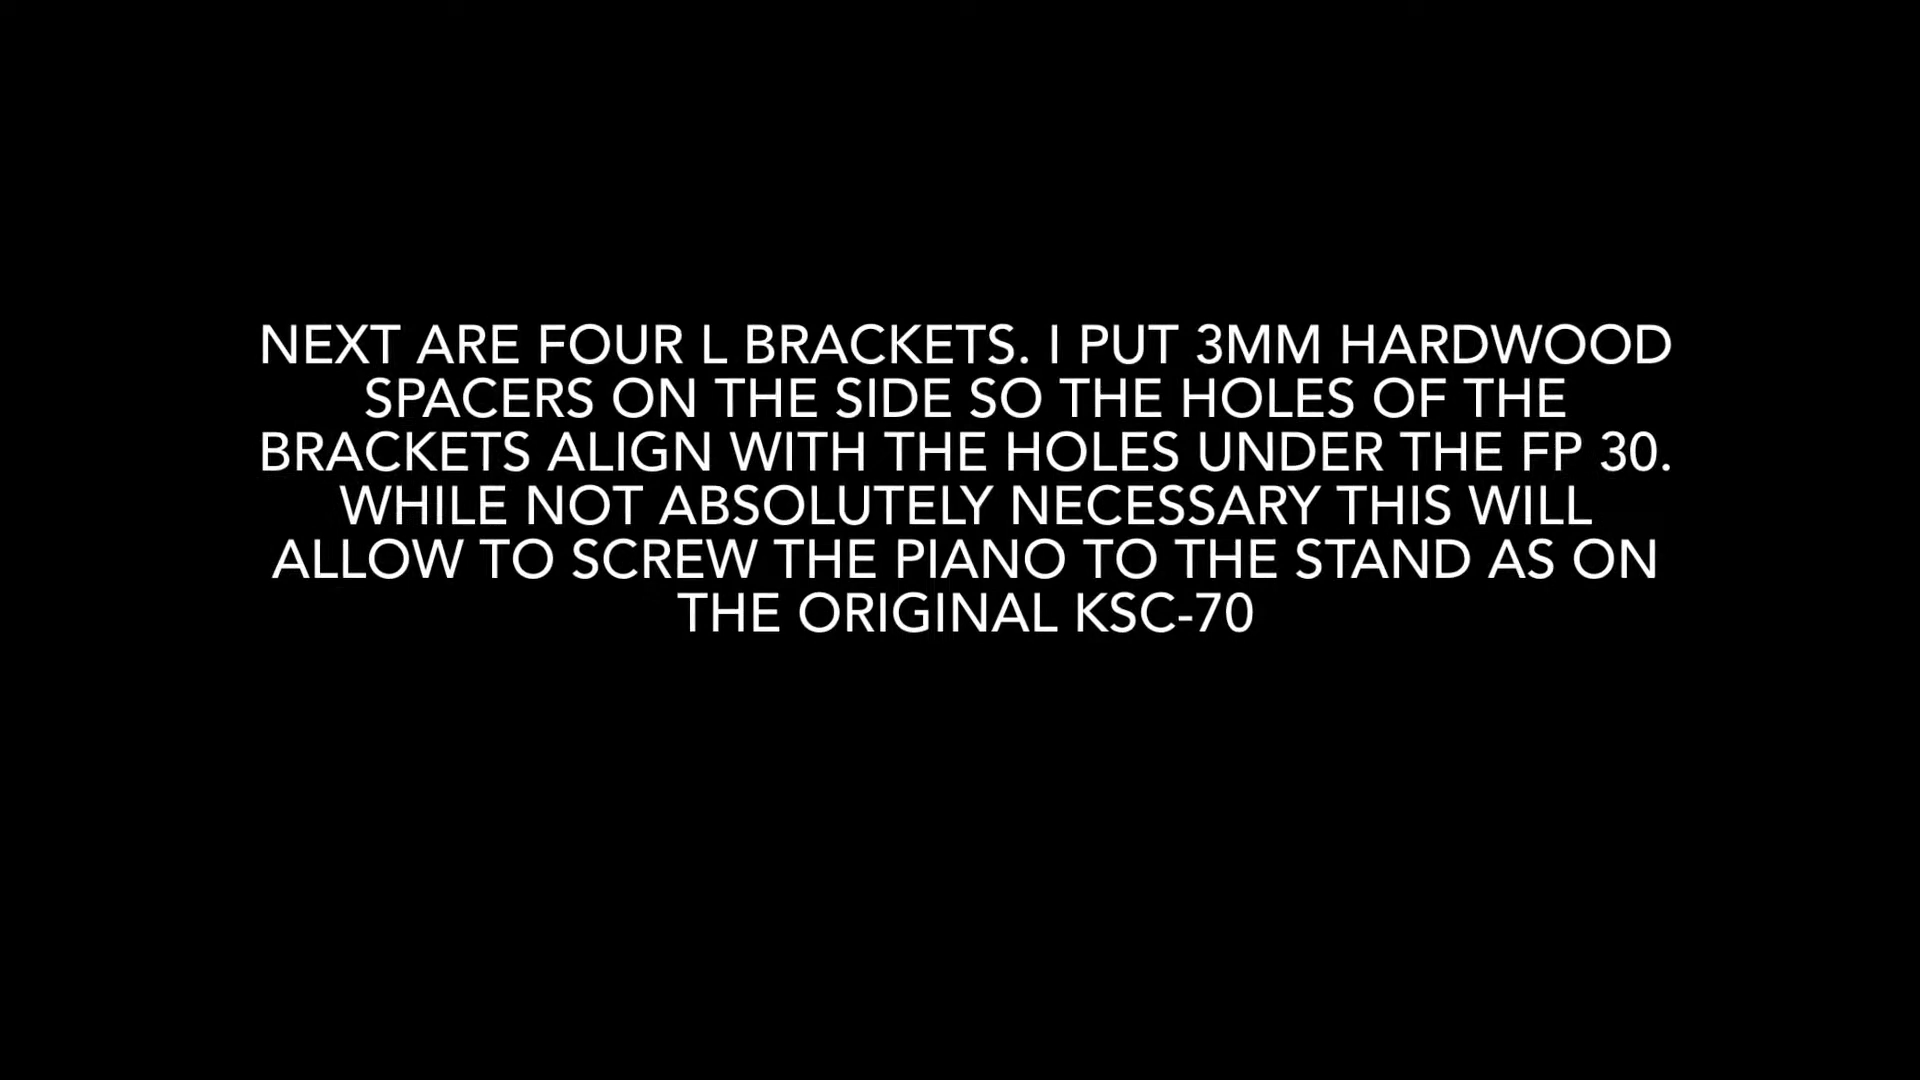 NEXT ARE FOUR L BRACKETS. I PUT 3MM HARDWOOD
SPACERS ON THE SIDE SO THE HOLES OF THE
BRACKETS ALIGN WITH THE HOLES UNDER THE FP 30.
WHILE NOT ABSOLUTELY NECESSARY THIS WILL
ALLOW TO SCREW THE PIANO TO THE STAND AS ON
THE ORIGINAL KSC-70